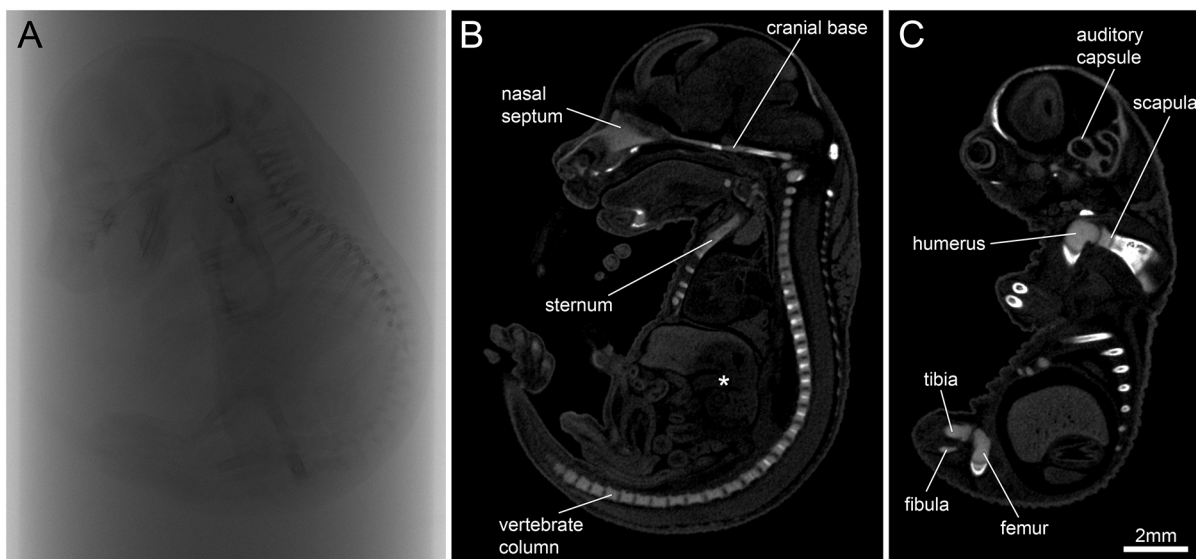 A
B
cranial base
nasal
septum
sternum
*
vertebrate
column
C
auditory
capsule
scapula
humerus
tibia
fibula
femur
2mm